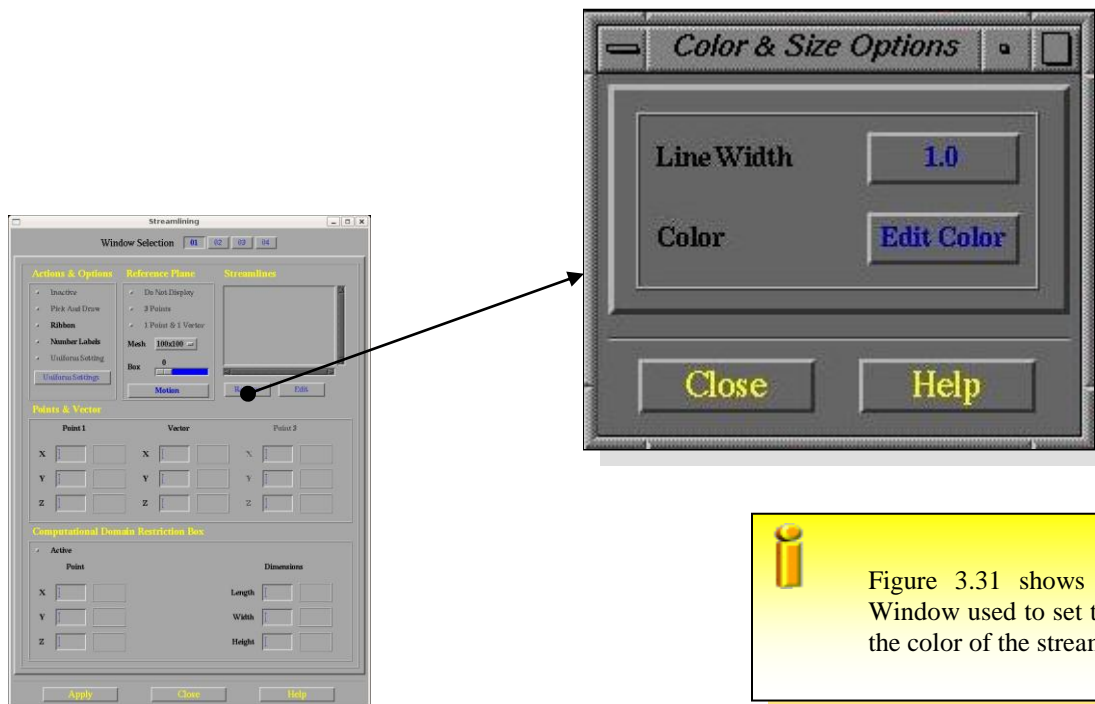 Color & Size Options
Line Width 1.0
Color Edit Color
Close Help
Streamlining
Window Selection 01 02 03 04
Actions & Options Reference Plane Streamlines
Inactive Do Not Display
Pick And Draw 3 Points
Ribbon 1 Point & 1 Vector
Number Labels Mesh 100x100
Uniform Setting Box 0
Uniform Settings Motion Edit
Points & Vector
Point 1 Vector Point 3
X X X
Y Y Y
Z Z Z
Computational Domain Restriction Box
Active
Point Dimensions
X Length
Y Width
Z Height
Apply Close Help
Figure 3.31 shows
Window used to set
the color of the